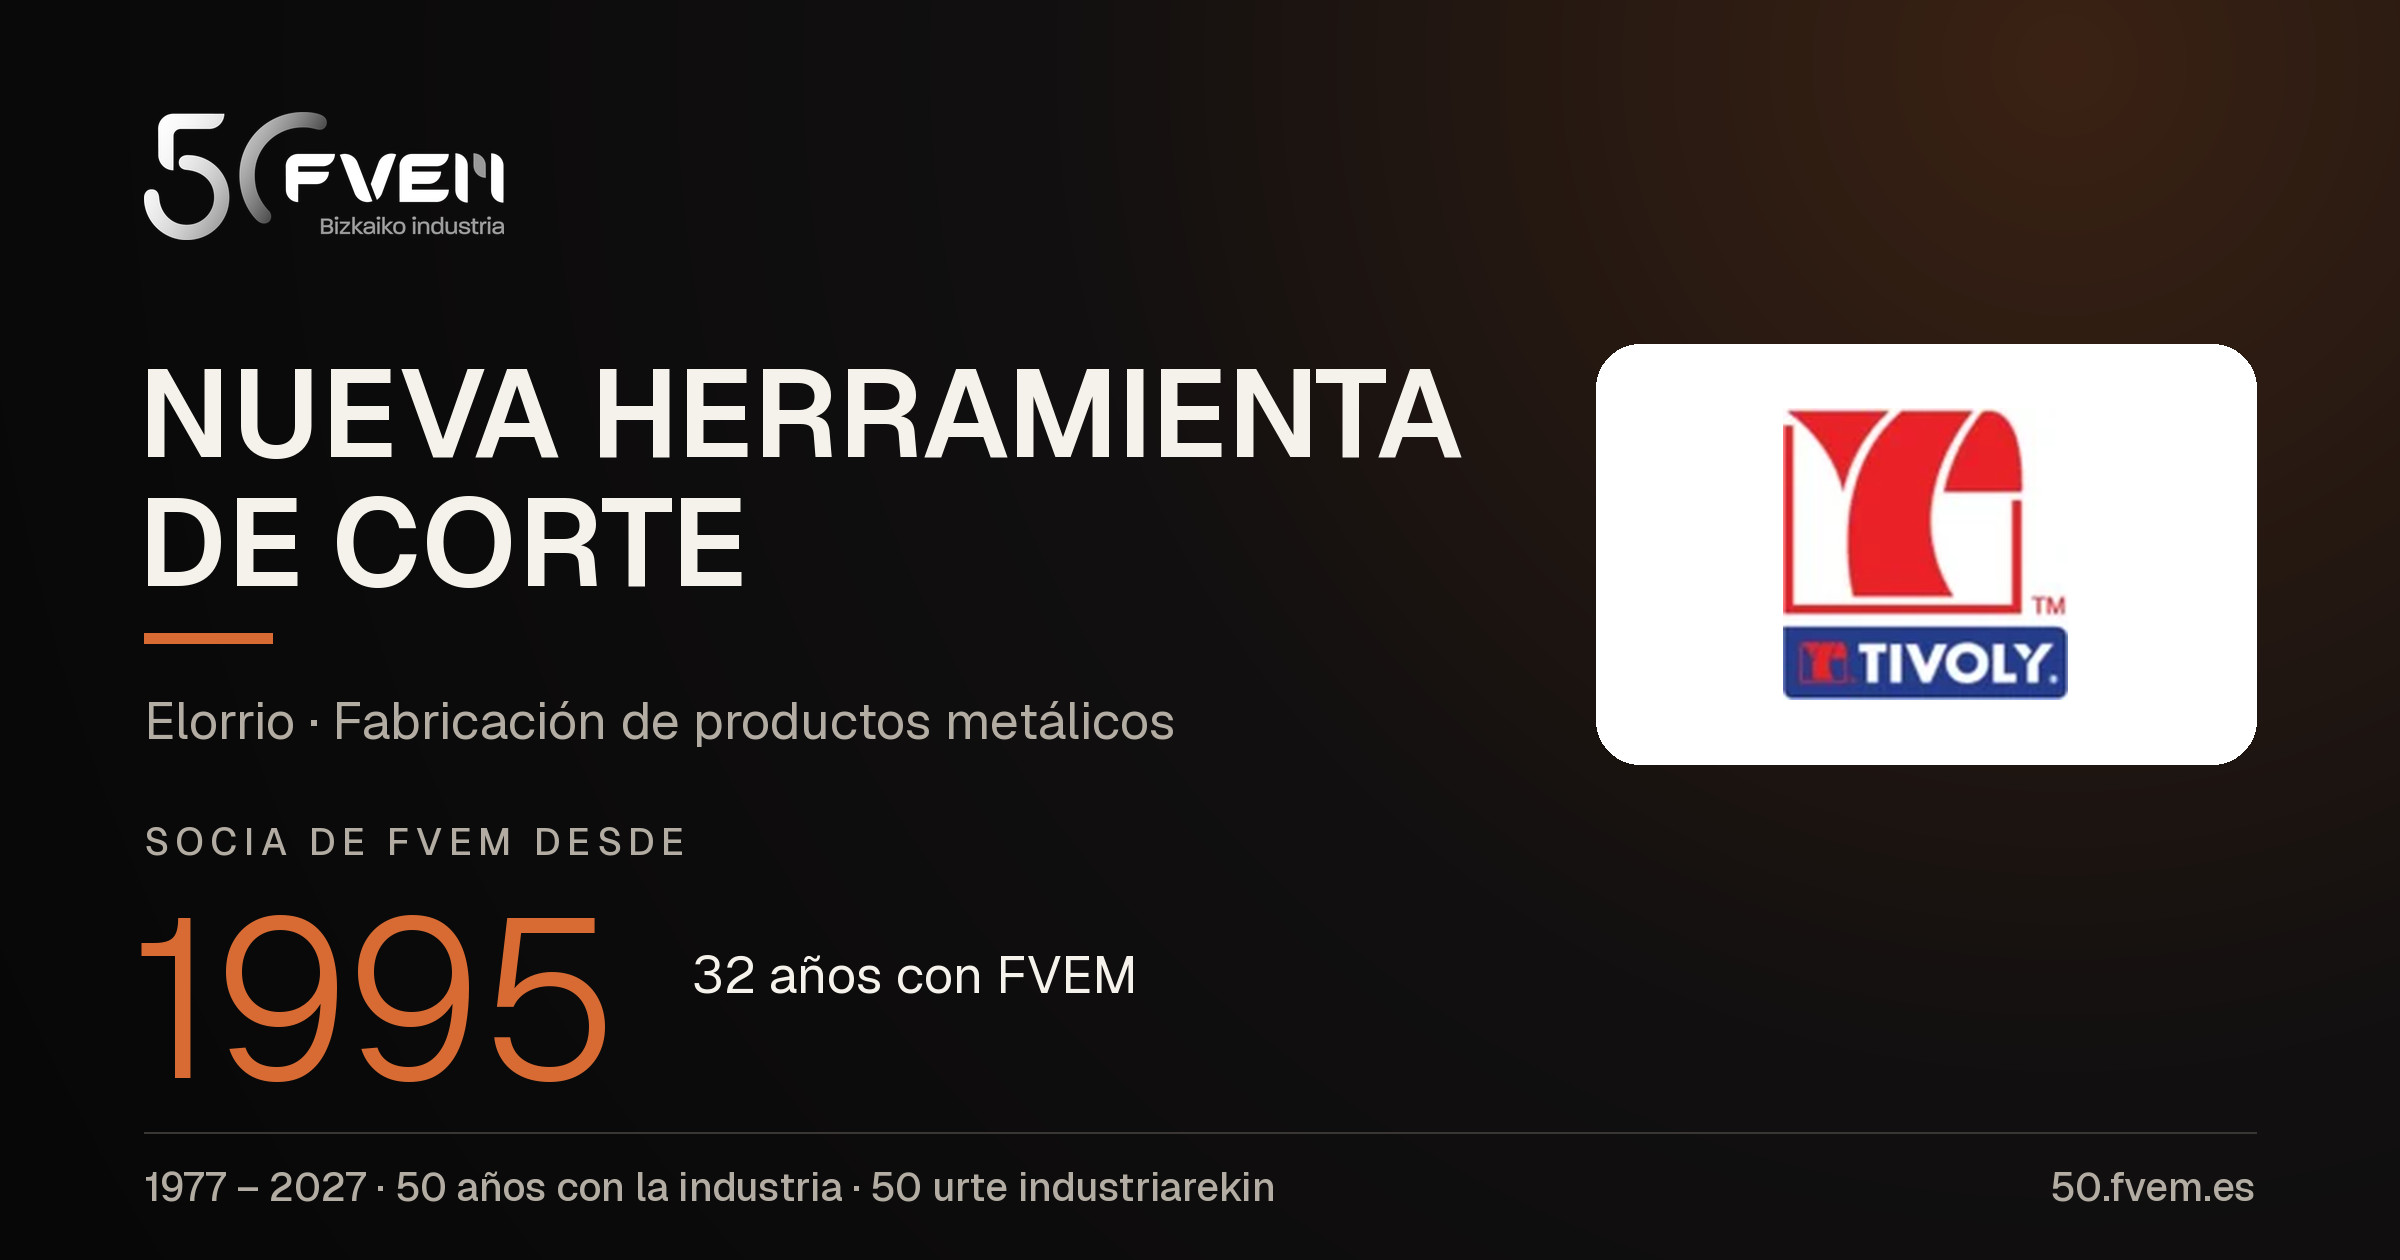 50 FVEM
Bizkaiko industria
NUEVA HERRAMIENTA
DE CORTE
TM
TIVOLY.
Elorrio · Fabricación de productos metálicos
SOCIA DE FVEM DESDE
1995
32 años con FVEM
1977 – 2027 · 50 años con la industria · 50 urte industriarekin
50.fvem.es